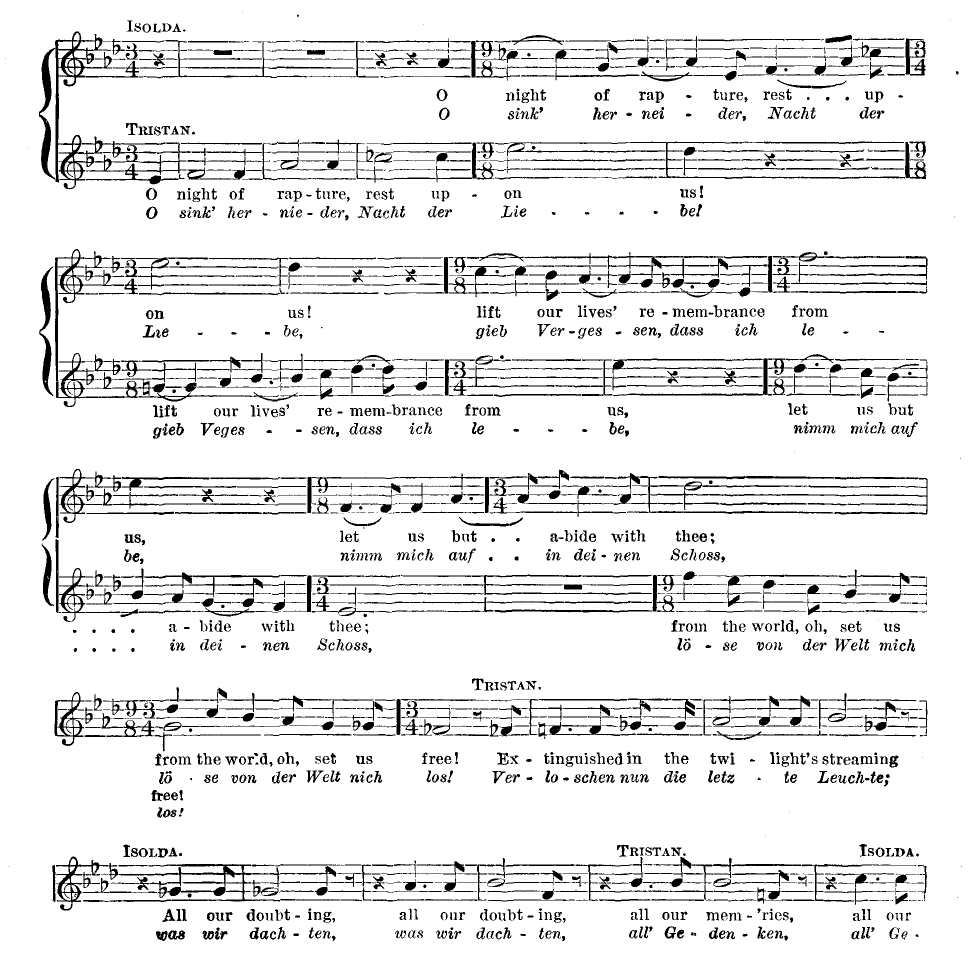 ISOLDA.
O night of rap - ture, rest . . . up -
O sink' her - nei - der, Nacht der
TRISTAN.
O night of rap - ture, rest up - on us!
O sink' her - nie - der, Nacht der Lie - - - be!
on us! lift our lives' re - mem-brance from
Lie - - - be, gieb Ver - ges - sen, dass ich le - -
lift our lives' re - mem-brance from us, let us but
gieb Veges - - sen, dass ich le - - - be, nimm mich auf
us, let us but . . a-bide with thee;
be, nimm mich auf . . in dei - nen Schoss,
. . . . a - bide with thee; from the world, oh, set us
. . . . in dei - nen Schoss, lö - se von der Welt mich
TRISTAN.
from the world, oh, set us free! Ex - tinguished in the twi - light's streaming
lö - se von der Welt nich los! Ver - lo - schen nun die letz - te Leuch-te;
free!
los!
ISOLDA. TRISTAN. ISOLDA.
All our doubt - ing, all our doubt - ing, all our mem - 'ries, all our
was wir dach - ten, was wir dach - ten, all' Ge - den - ken, all' Ge -